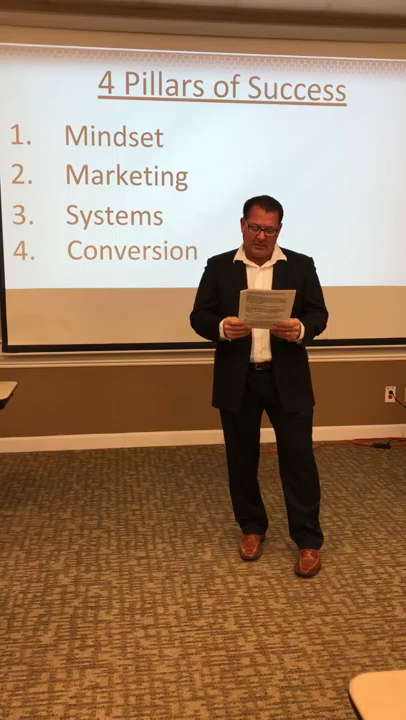 4 Pillars of Success
1. Mindset
2. Marketing
3. Systems
4. Conversion